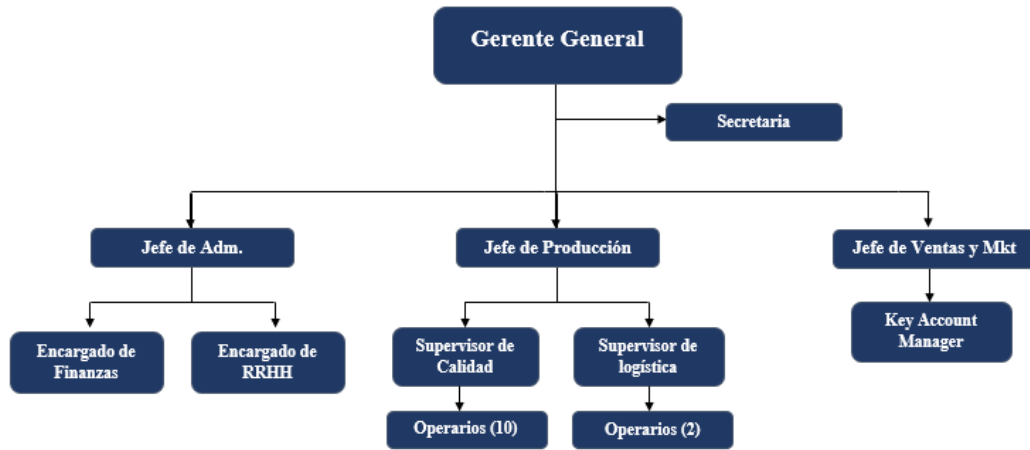 Gerente General
Secretaria
Jefe de Adm.
Jefe de Producción
Jefe de Ventas y Mkt
Encargado de
Finanzas
Encargado de
RRHH
Supervisor de
Calidad
Supervisor de
logística
Key Account
Manager
Operarios (10)
Operarios (2)